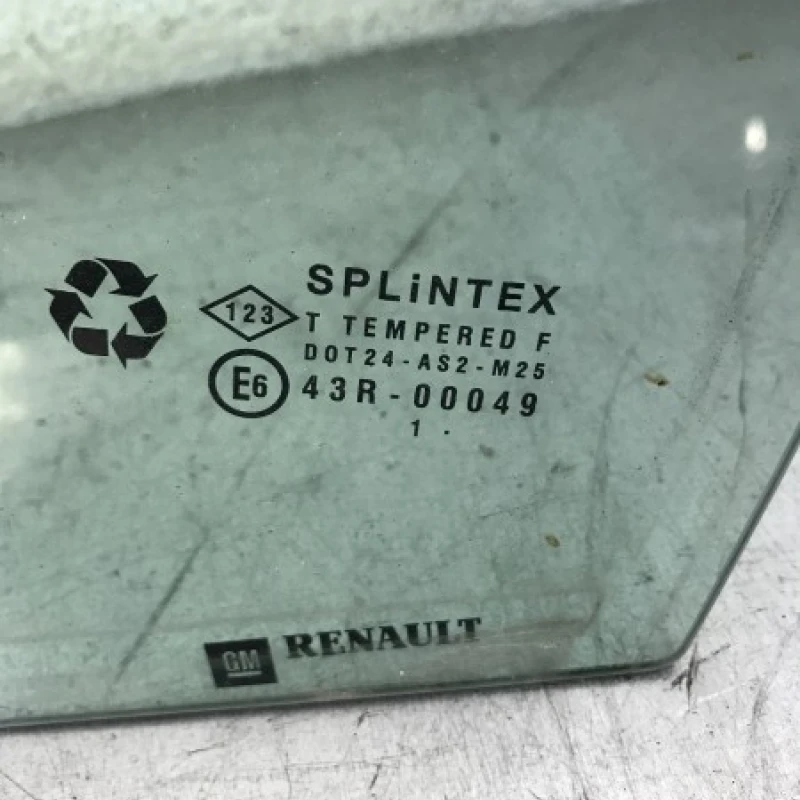 SPLiNTEX
123
T TEMPERED F
DOT24-AS2-M25
E6
43R-00049
1 .
GM RENAULT